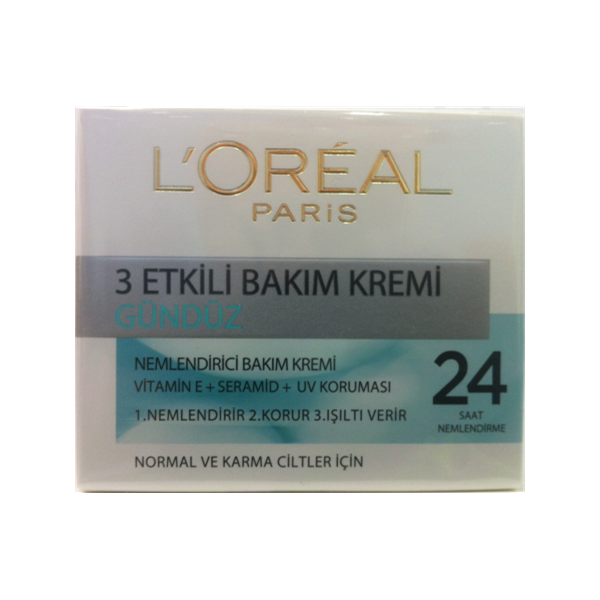 L'ORÉAL
PARiS
3 ETKİLİ BAKIM KREMİ
GÜNDÜZ
NEMLENDİRİCİ BAKIM KREMİ
VİTAMİN E + SERAMİD + UV KORUMASI
1.NEMLENDİRİR 2.KORUR 3.IŞILTI VERİR
24
SAAT
NEMLENDİRME
NORMAL VE KARMA CİLTLER İÇİN